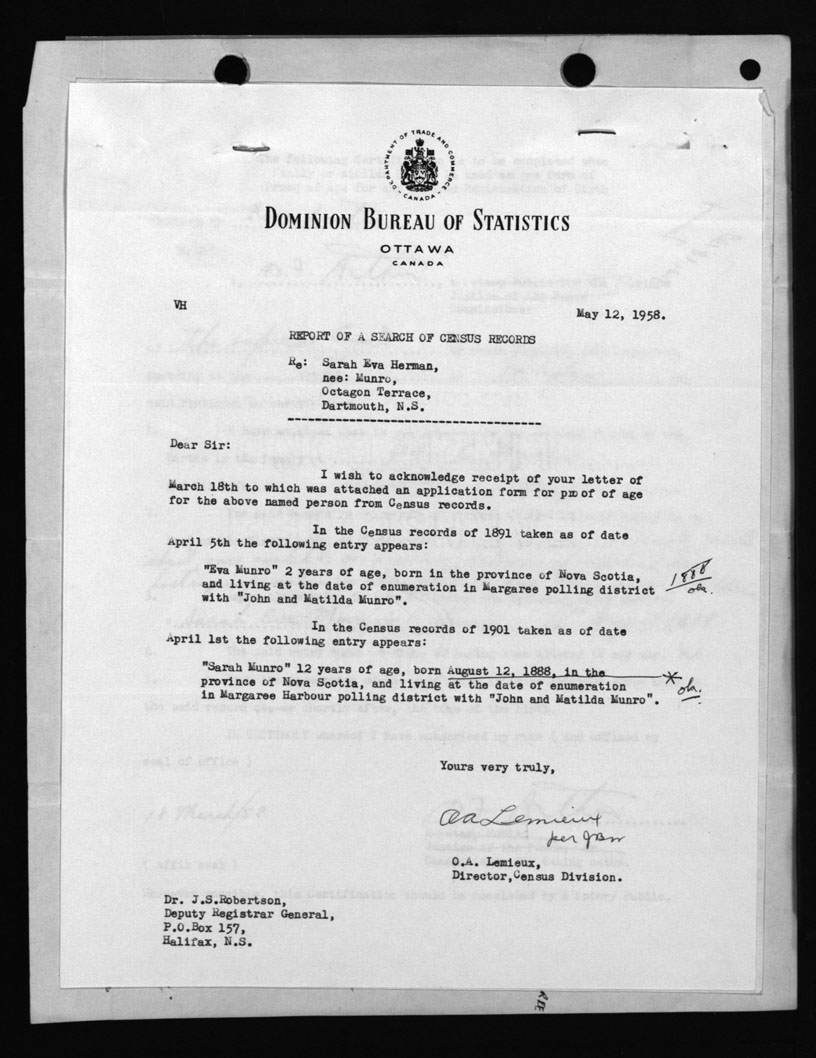 DEPARTMENT OF TRADE AND COMMERCE
CANADA
DOMINION BUREAU OF STATISTICS
OTTAWA
CANADA
VH
May 12, 1958.
REPORT OF A SEARCH OF CENSUS RECORDS
Re: Sarah Eva Herman,
nee: Munro,
Octagon Terrace,
Dartmouth, N.S.
Dear Sir:
I wish to acknowledge receipt of your letter of
March 18th to which was attached an application form for proof of age
for the above named person from Census records.
In the Census records of 1891 taken as of date
April 5th the following entry appears:
"Eva Munro" 2 years of age, born in the province of Nova Scotia,
and living at the date of enumeration in Margaree polling district
with "John and Matilda Munro".
1888
ok.
In the Census records of 1901 taken as of date
April 1st the following entry appears:
"Sarah Munro" 12 years of age, born August 12, 1888, in the
province of Nova Scotia, and living at the date of enumeration
in Margaree Harbour polling district with "John and Matilda Munro".
* ok.
Yours very truly,
OA Lemieux
per
O.A. Lemieux,
Director,Census Division.
Dr. J.S.Robertson,
Deputy Registrar General,
P.O.Box 157,
Halifax, N.S.